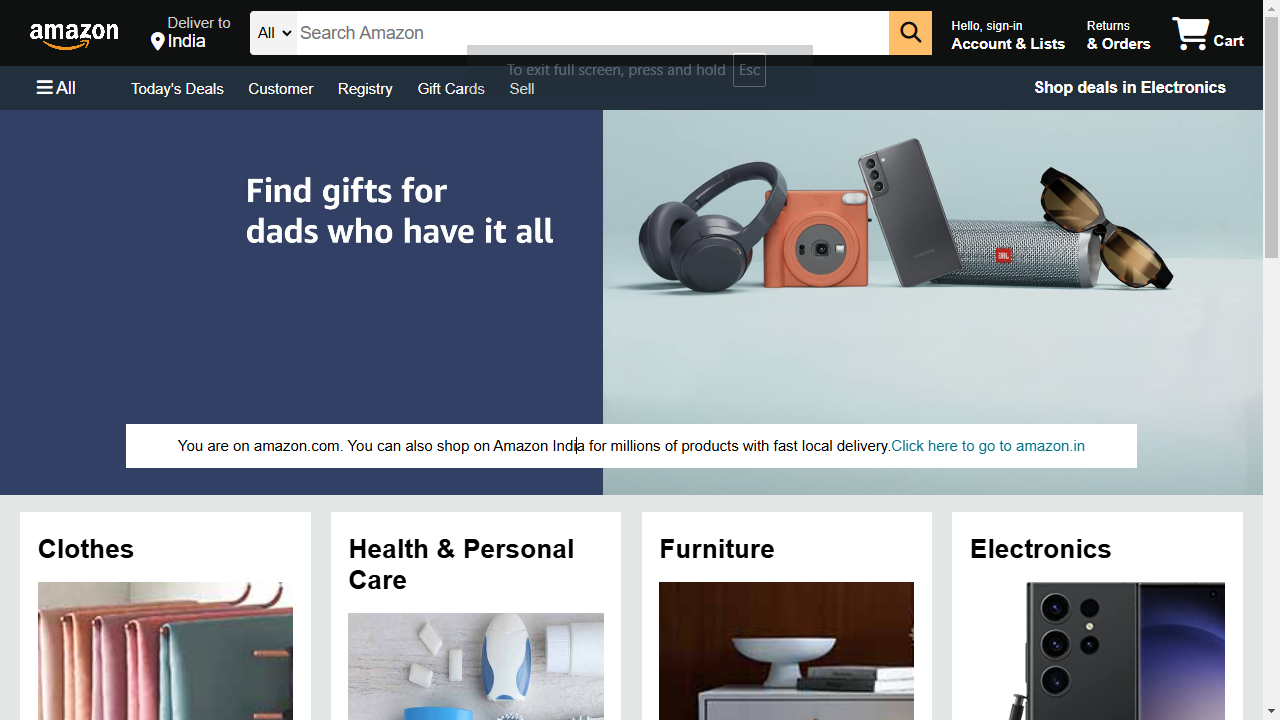 amazon
Deliver to
India
All
Search Amazon
Hello, sign-in
Account & Lists
Returns
& Orders
Cart
To exit full screen, press and hold Esc
All
Today's Deals
Customer
Registry
Gift Cards
Sell
Shop deals in Electronics
Find gifts for
dads who have it all
SAMSUNG
JBL
You are on amazon.com. You can also shop on Amazon India for millions of products with fast local delivery.Click here to go to amazon.in
Clothes
Health & Personal
Care
Furniture
Electronics